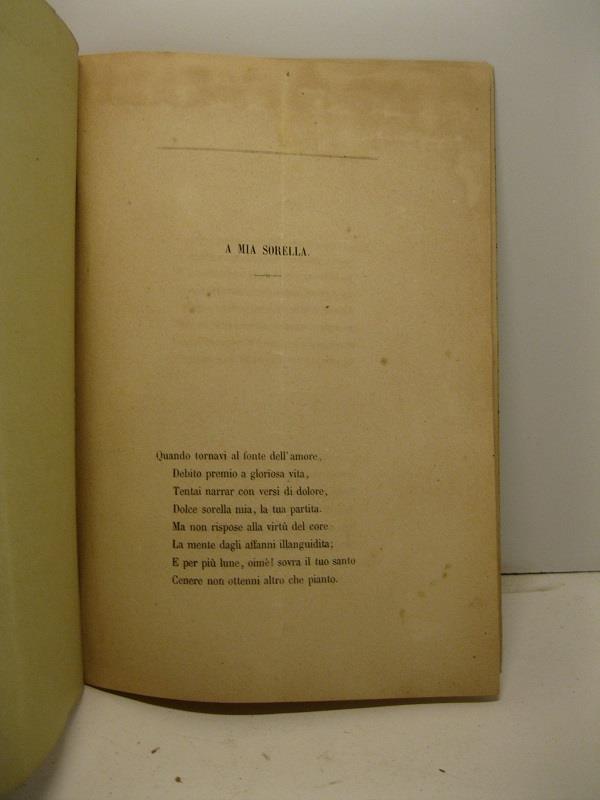 A MIA SORELLA.
Quando tornavi al fonte dell'amore,
Debito premio a gloriosa vita,
Tentai narrar con versi di dolore,
Dolce sorella mia, la tua partita.
Ma non rispose alla virtù del core
La mente dagli affanni illanguidita;
E per più lune, oimè! sovra il tuo santo
Cenere non ottenni altro che pianto.